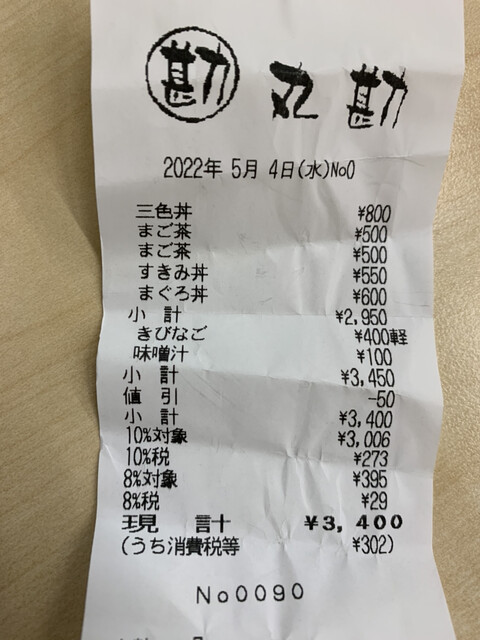 勘 丸勘
2022年 5月 4日(水)No0
三色丼 ¥800
まご茶 ¥500
まご茶 ¥500
すきみ丼 ¥550
まぐろ丼 ¥600
小 計 ¥2,950
きびなご ¥400軽
味噌汁 ¥100
小 計 ¥3,450
値 引 -50
小 計 ¥3,400
10%対象 ¥3,006
10%税 ¥273
8%対象 ¥395
8%税 ¥29
現 計 ¥3,400
(うち消費税等 ¥302)
No0090